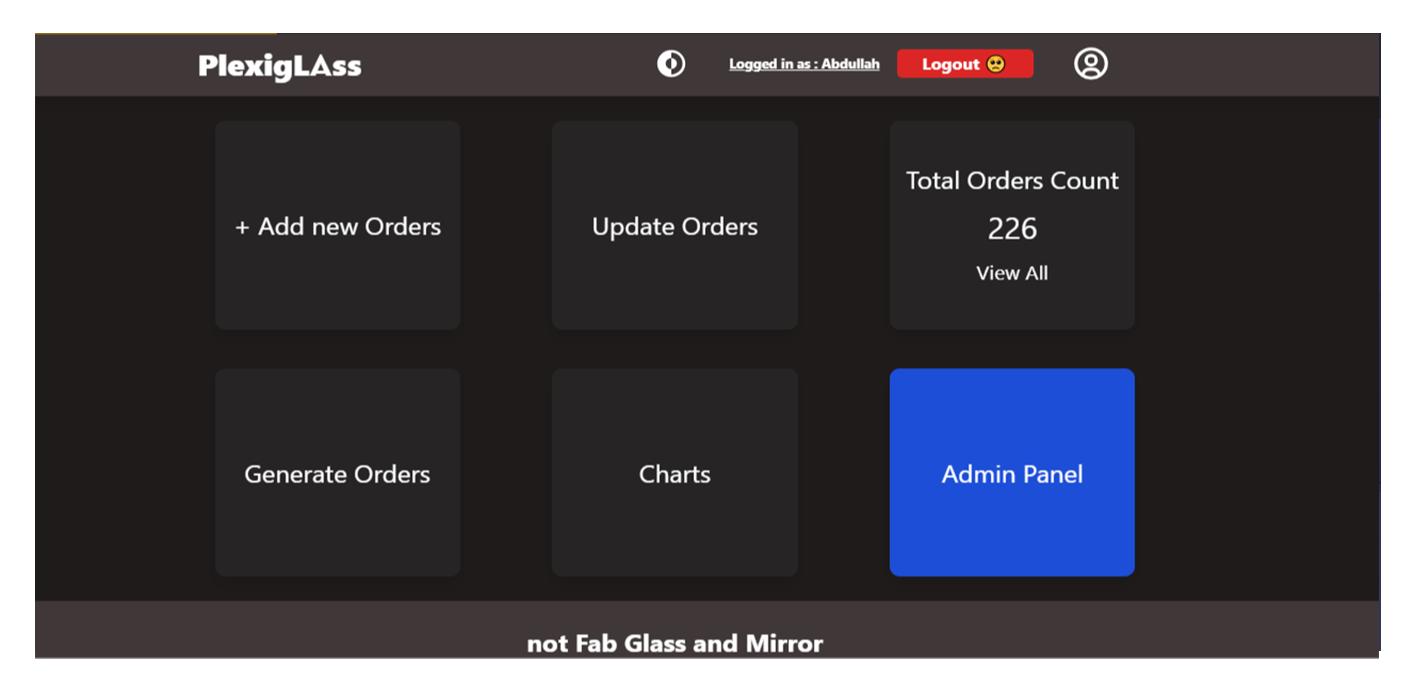 PlexigLAss
Logged in as : Abdullah
Logout 🥺
+ Add new Orders
Update Orders
Total Orders Count
226
View All
Generate Orders
Charts
Admin Panel
not Fab Glass and Mirror